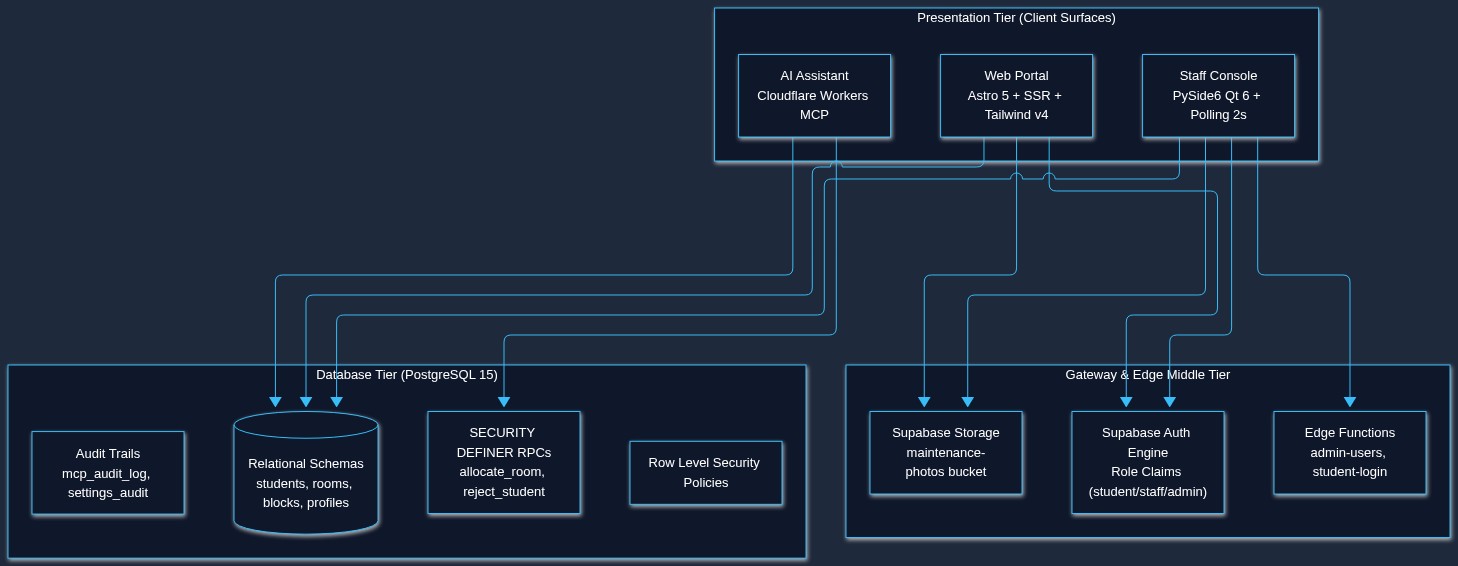 Presentation Tier (Client Surfaces)
AI Assistant
Cloudflare Workers
MCP
Web Portal
Astro 5 + SSR +
Tailwind v4
Staff Console
PySide6 Qt 6 +
Polling 2s
Database Tier (PostgreSQL 15)
Audit Trails
mcp_audit_log,
settings_audit
Relational Schemas
students, rooms,
blocks, profiles
SECURITY
DEFINER RPCs
allocate_room,
reject_student
Row Level Security
Policies
Gateway & Edge Middle Tier
Supabase Storage
maintenance-
photos bucket
Supabase Auth
Engine
Role Claims
(student/staff/admin)
Edge Functions
admin-users,
student-login